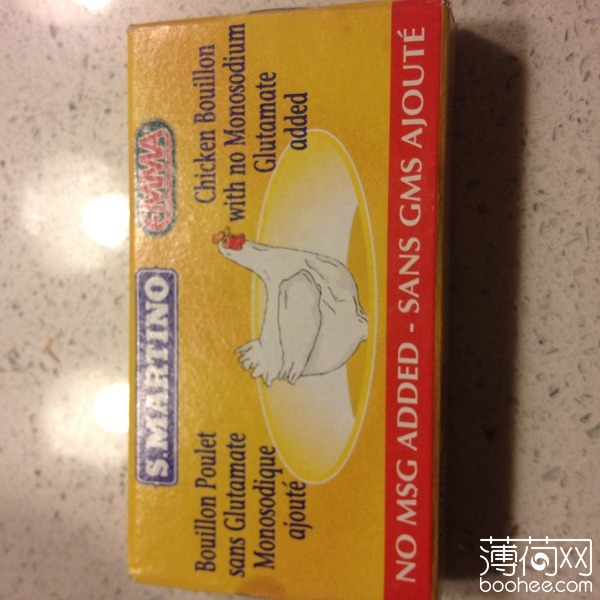 S.MARTINO
EMMA
Bouillon Poulet
sans Glutamate
Monosodique
ajouté
Chicken Bouillon
with no Monosodium
Glutamate
added
NO MSG ADDED - SANS GMS AJOUTÉ
薄荷网
boohee.com